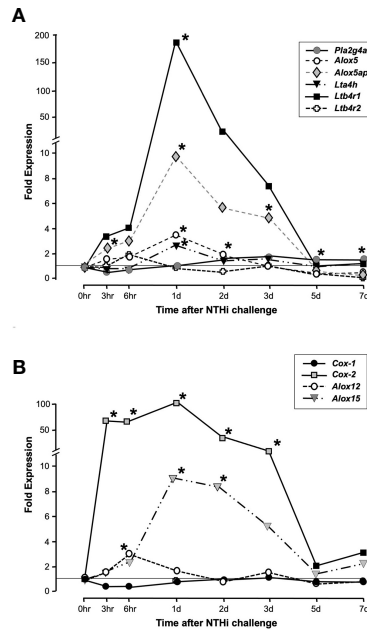 A
200
150
100
50
10
8
6
4
2
0
Fold Expression
Pla2g4a
Alox5
Alox5ap
Lta4h
Ltb4r1
Ltb4r2
* * * * * * * * *
0hr 3hr 6hr 1d 2d 3d 5d 7d
Time after NTHi challenge
B
100
50
10
8
6
4
2
0
Fold Expression
Cox-1
Cox-2
Alox12
Alox15
* * * * * * * *
0hr 3hr 6hr 1d 2d 3d 5d 7d
Time after NTHi challenge